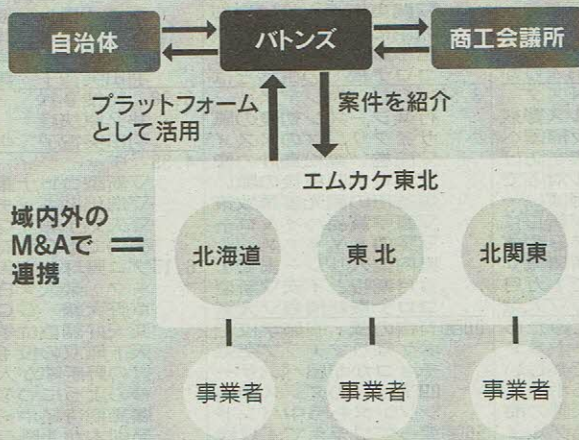 自治体
バトンズ
商工会議所
プラットフォーム
として活用
案件を紹介
エムカケ東北
域内外の
M&Aで
連携
北海道
東北
北関東
事業者
事業者
事業者